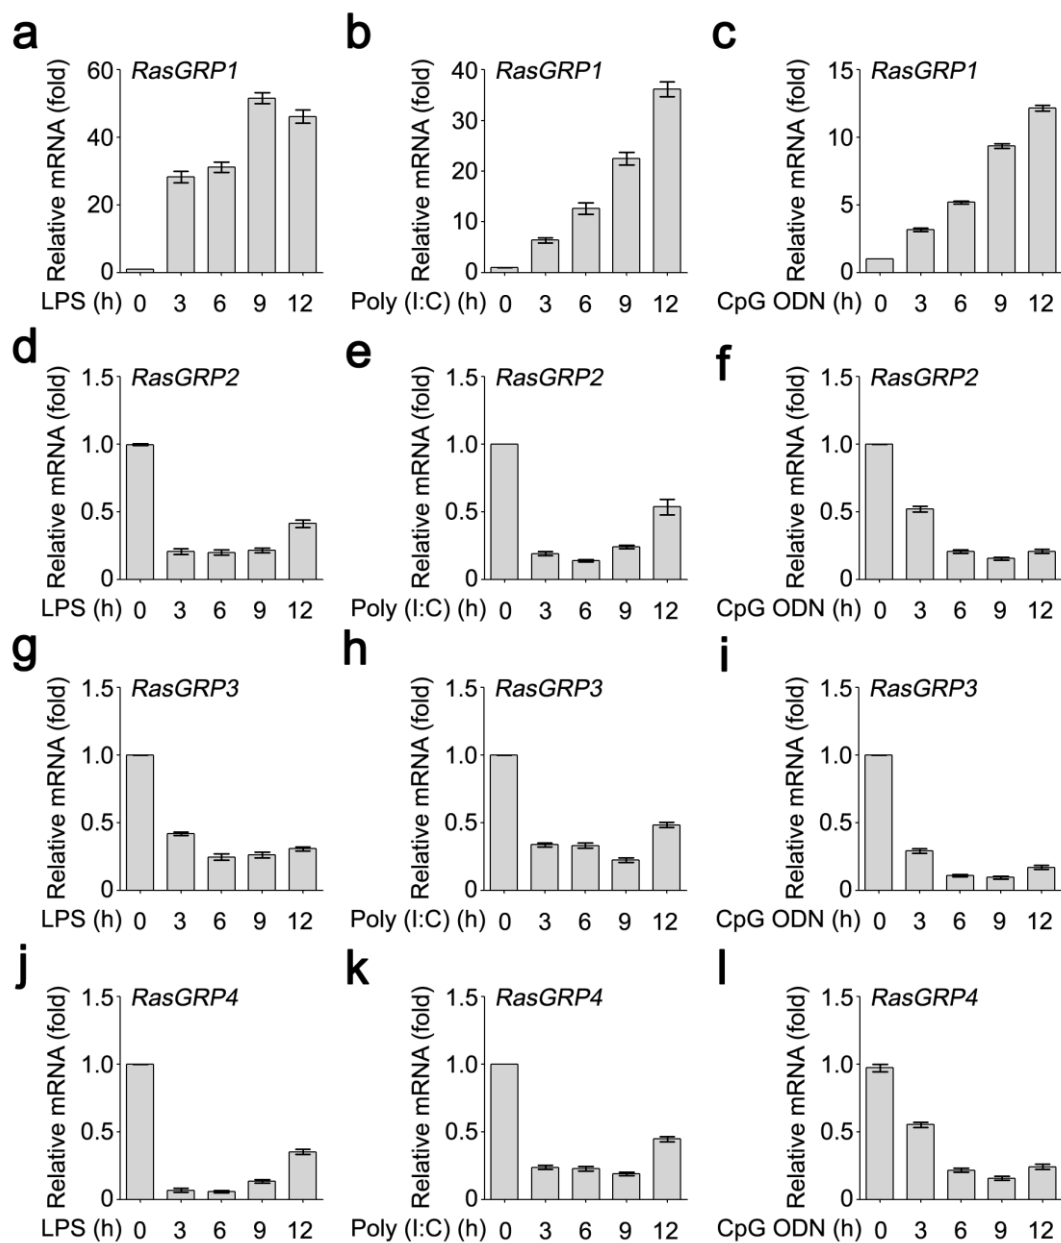 a
RasGRP1
Relative mRNA (fold)
60
40
20
0
LPS (h) 0 3 6 9 12
b
RasGRP1
Relative mRNA (fold)
40
30
20
10
0
Poly (I:C) (h) 0 3 6 9 12
c
RasGRP1
Relative mRNA (fold)
15
10
5
0
CpG ODN (h) 0 3 6 9 12
d
RasGRP2
Relative mRNA (fold)
1.5
1.0
0.5
0
LPS (h) 0 3 6 9 12
e
RasGRP2
Relative mRNA (fold)
1.5
1.0
0.5
0
Poly (I:C) (h) 0 3 6 9 12
f
RasGRP2
Relative mRNA (fold)
1.5
1.0
0.5
0
CpG ODN (h) 0 3 6 9 12
g
RasGRP3
Relative mRNA (fold)
1.5
1.0
0.5
0
LPS (h) 0 3 6 9 12
h
RasGRP3
Relative mRNA (fold)
1.5
1.0
0.5
0
Poly (I:C) (h) 0 3 6 9 12
i
RasGRP3
Relative mRNA (fold)
1.5
1.0
0.5
0
CpG ODN (h) 0 3 6 9 12
j
RasGRP4
Relative mRNA (fold)
1.5
1.0
0.5
0
LPS (h) 0 3 6 9 12
k
RasGRP4
Relative mRNA (fold)
1.5
1.0
0.5
0
Poly (I:C) (h) 0 3 6 9 12
l
RasGRP4
Relative mRNA (fold)
1.5
1.0
0.5
0
CpG ODN (h) 0 3 6 9 12